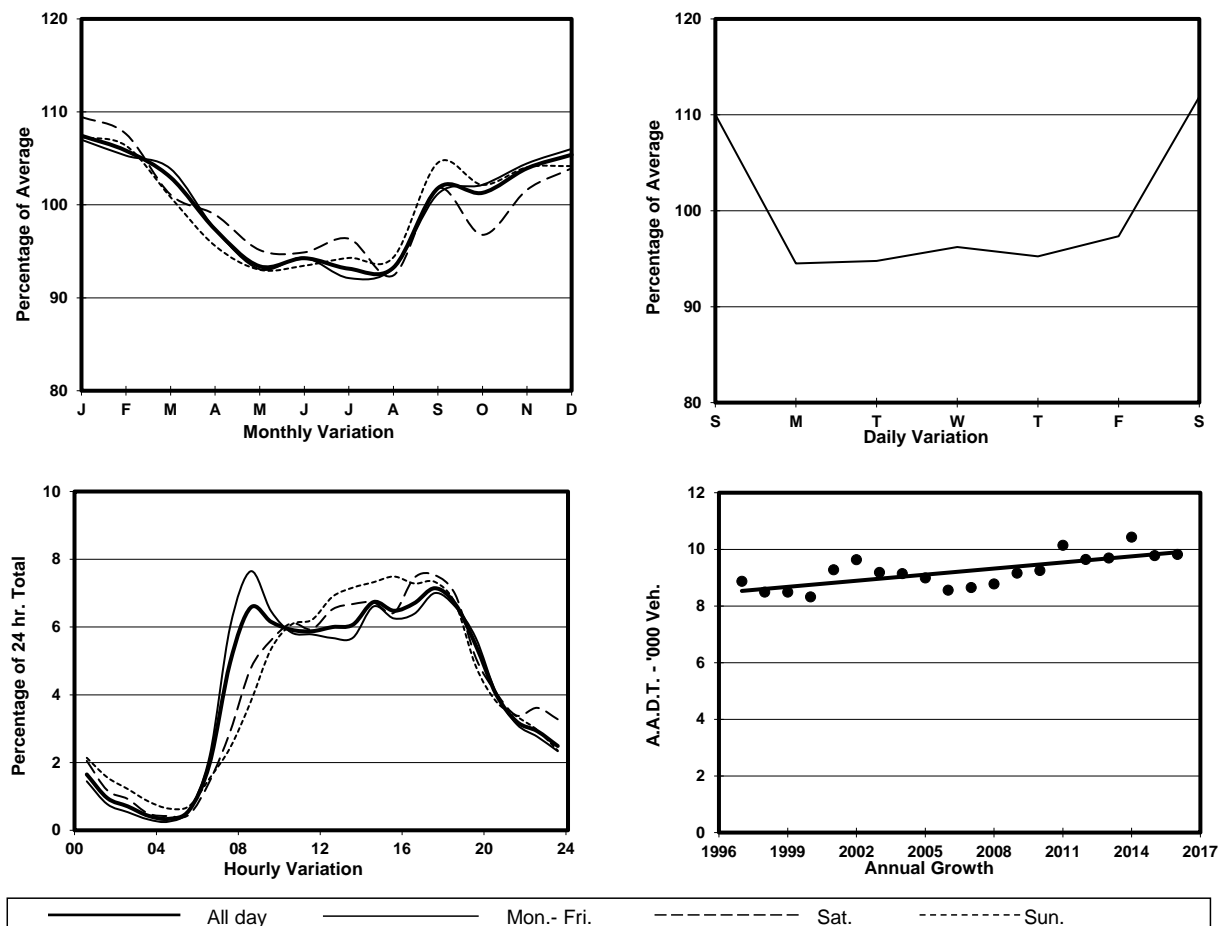 120
110
100
90
80
Percentage of Average
J F M A M J J A S O N D
Monthly Variation
120
110
100
90
80
Percentage of Average
S M T W T F S
Daily Variation
10
8
6
4
2
0
Percentage of 24 hr. Total
00 04 08 12 16 20 24
Hourly Variation
12
10
8
6
4
2
0
A.A.D.T. - '000 Veh.
1996 1999 2002 2005 2008 2011 2014 2017
Annual Growth
All day Mon.- Fri. Sat. Sun.